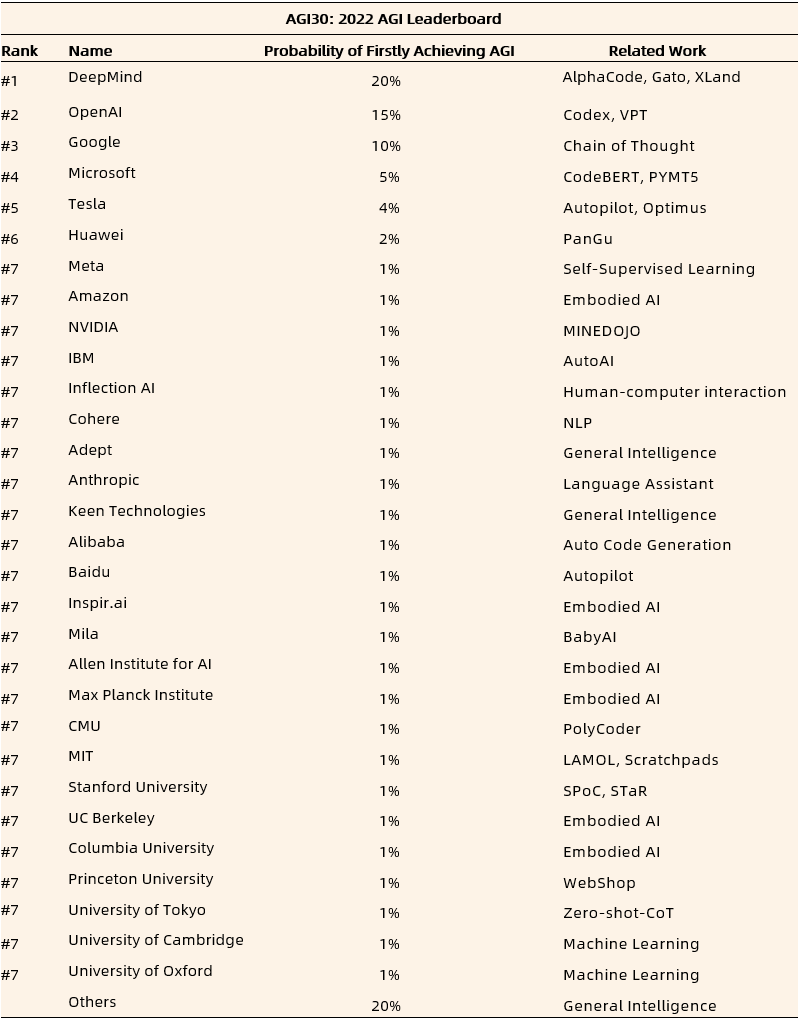 AGI30: 2022 AGI Leaderboard
Rank Name Probability of Firstly Achieving AGI Related Work
#1 DeepMind 20% AlphaCode, Gato, XLand
#2 OpenAI 15% Codex, VPT
#3 Google 10% Chain of Thought
#4 Microsoft 5% CodeBERT, PYMT5
#5 Tesla 4% Autopilot, Optimus
#6 Huawei 2% PanGu
#7 Meta 1% Self-Supervised Learning
#7 Amazon 1% Embodied AI
#7 NVIDIA 1% MINEDOJO
#7 IBM 1% AutoAI
#7 Inflection AI 1% Human-computer interaction
#7 Cohere 1% NLP
#7 Adept 1% General Intelligence
#7 Anthropic 1% Language Assistant
#7 Keen Technologies 1% General Intelligence
#7 Alibaba 1% Auto Code Generation
#7 Baidu 1% Autopilot
#7 Inspir.ai 1% Embodied AI
#7 Mila 1% BabyAI
#7 Allen Institute for AI 1% Embodied AI
#7 Max Planck Institute 1% Embodied AI
#7 CMU 1% PolyCoder
#7 MIT 1% LAMOL, Scratchpads
#7 Stanford University 1% SPoC, STaR
#7 UC Berkeley 1% Embodied AI
#7 Columbia University 1% Embodied AI
#7 Princeton University 1% WebShop
#7 University of Tokyo 1% Zero-shot-CoT
#7 University of Cambridge 1% Machine Learning
#7 University of Oxford 1% Machine Learning
Others 20% General Intelligence